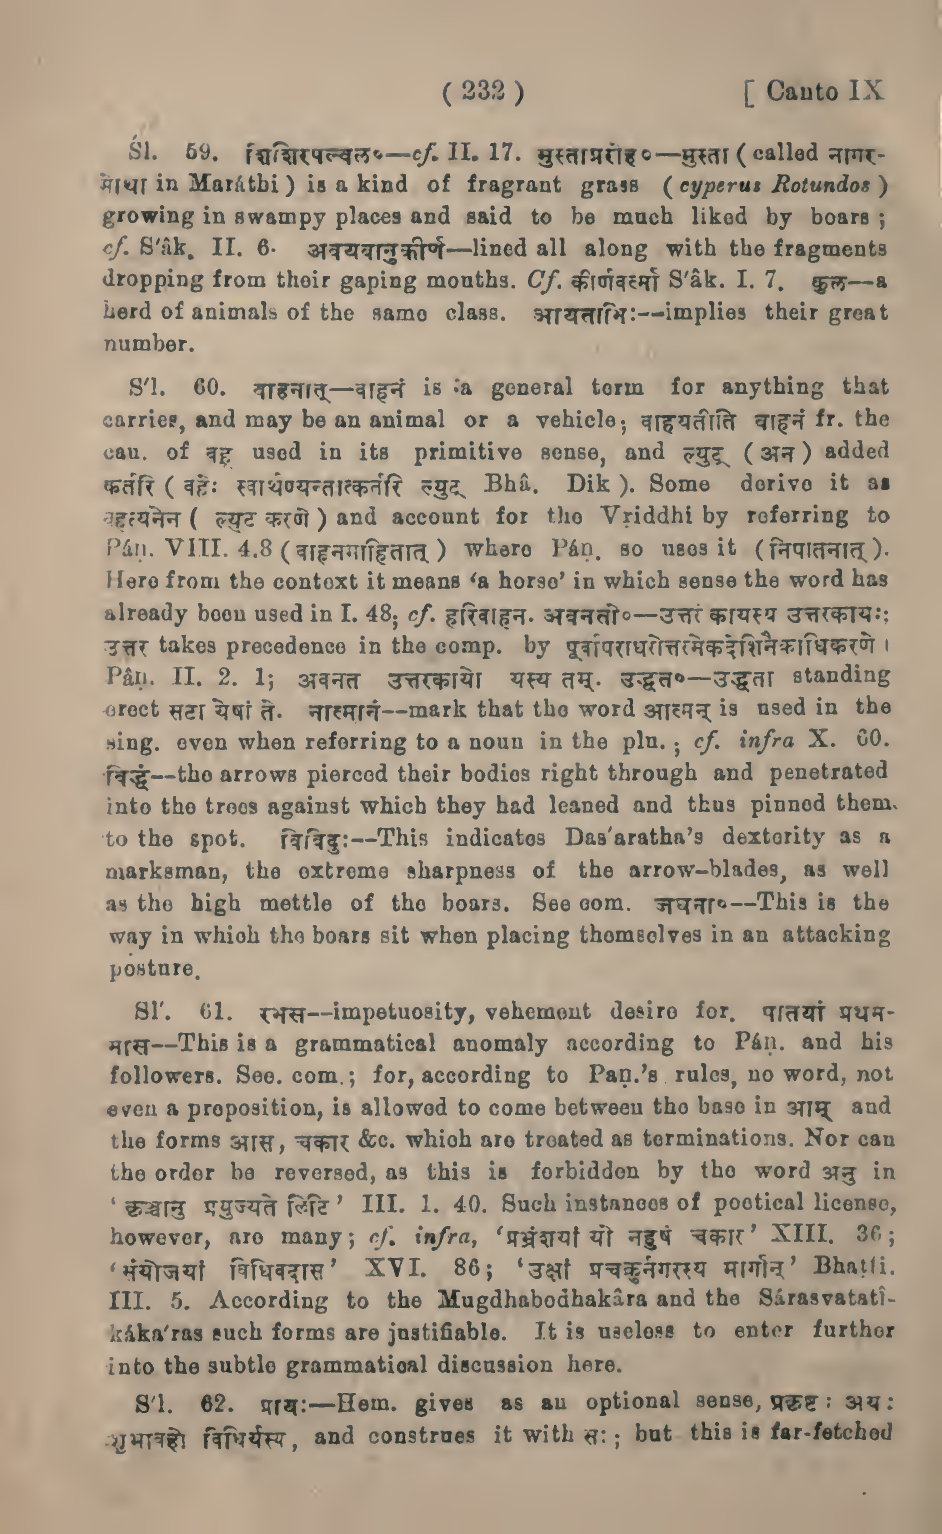 ( 232 ) [ Canto IX
Śl. 59. शिशिरपल्वल०—cf. II. 17. मुस्ताप्ररोह०—मुस्ता ( called नागर-
मोथा in Maráthi ) is a kind of fragrant grass ( cyperus Rotundos )
growing in swampy places and said to be much liked by boars ;
cf. S'âk. II. 6. अवयवानुकीर्ण—lined all along with the fragments
dropping from their gaping mouths. Cf. कीर्णवर्त्मा S'âk. I. 7. कुल--a
herd of animals of the same class. आयताभिः--implies their great
number.
S'l. 60. वाहनात्—वाहनं is a general term for anything that
carries, and may be an animal or a vehicle; वाहयतीति वाहनं fr. the
cau. of वह् used in its primitive sense, and ल्युट् ( अन ) added
कर्तरि ( वहेः स्वार्थण्यन्तात्कर्तरि ल्युट् Bhâ. Dik ). Some derive it as
वहत्यनेन ( ल्युट करणे ) and account for the Vṛiddhi by referring to
Páṇ. VIII. 4.8 ( वाहनमाहितात् ) where Páṇ. so uses it ( निपातनात् ).
Here from the context it means ‘a horse’ in which sense the word has
already been used in I. 48; cf. हरिवाहन. अवनतो०—उत्तरं कायस्य उत्तरकायः;
उत्तर takes precedence in the comp. by पूर्वापराधरोत्तरमेकदेशिनैकाधिकरणे ।
Pâṇ. II. 2. 1; अवनत उत्तरकायो यस्य तम्. उद्धृत०—उद्धृता standing
erect सटा येषां ते. नात्मानं--mark that the word आत्मन् is used in the
sing. even when referring to a noun in the plu. ; cf. infra X. 60.
विद्धं--the arrows pierced their bodies right through and penetrated
into the trees against which they had leaned and thus pinned them
to the spot. विविदुः--This indicates Das'aratha's dexterity as a
marksman, the extreme sharpness of the arrow-blades, as well
as the high mettle of the boars. See com. जघना०--This is the
way in which the boars sit when placing themselves in an attacking
posture.
Sl'. 61. रभस--impetuosity, vehement desire for. पातयां प्रथम-
मास--This is a grammatical anomaly according to Páṇ. and his
followers. See. com.; for, according to Paṇ.'s rules, no word, not
even a preposition, is allowed to come between the base in आम् and
the forms आस, चकार &c. which are treated as terminations. Nor can
the order be reversed, as this is forbidden by the word अनु in
‘ कृञ्चानु प्रयुज्यते लिटि ’ III. 1. 40. Such instances of poetical license,
however, are many; cf. infra, ‘प्रभ्रंशयां यो नहुषं चकार’ XIII. 36;
‘संयोजयां विधिवदास’ XVI. 86; ‘उक्षां प्रचक्रुर्नगरस्य मार्गान्’ Bhaṭṭi.
III. 5. According to the Mugdhabodhakâra and the Sárasvatatî-
káka'ras such forms are justifiable. It is useless to enter further
into the subtle grammatical discussion here.
S'l. 62. प्रायः—Hem. gives as an optional sense, प्रकृष्टः अयः
शुभावहो विधिर्यस्य, and construes it with सः; but this is far-fetched